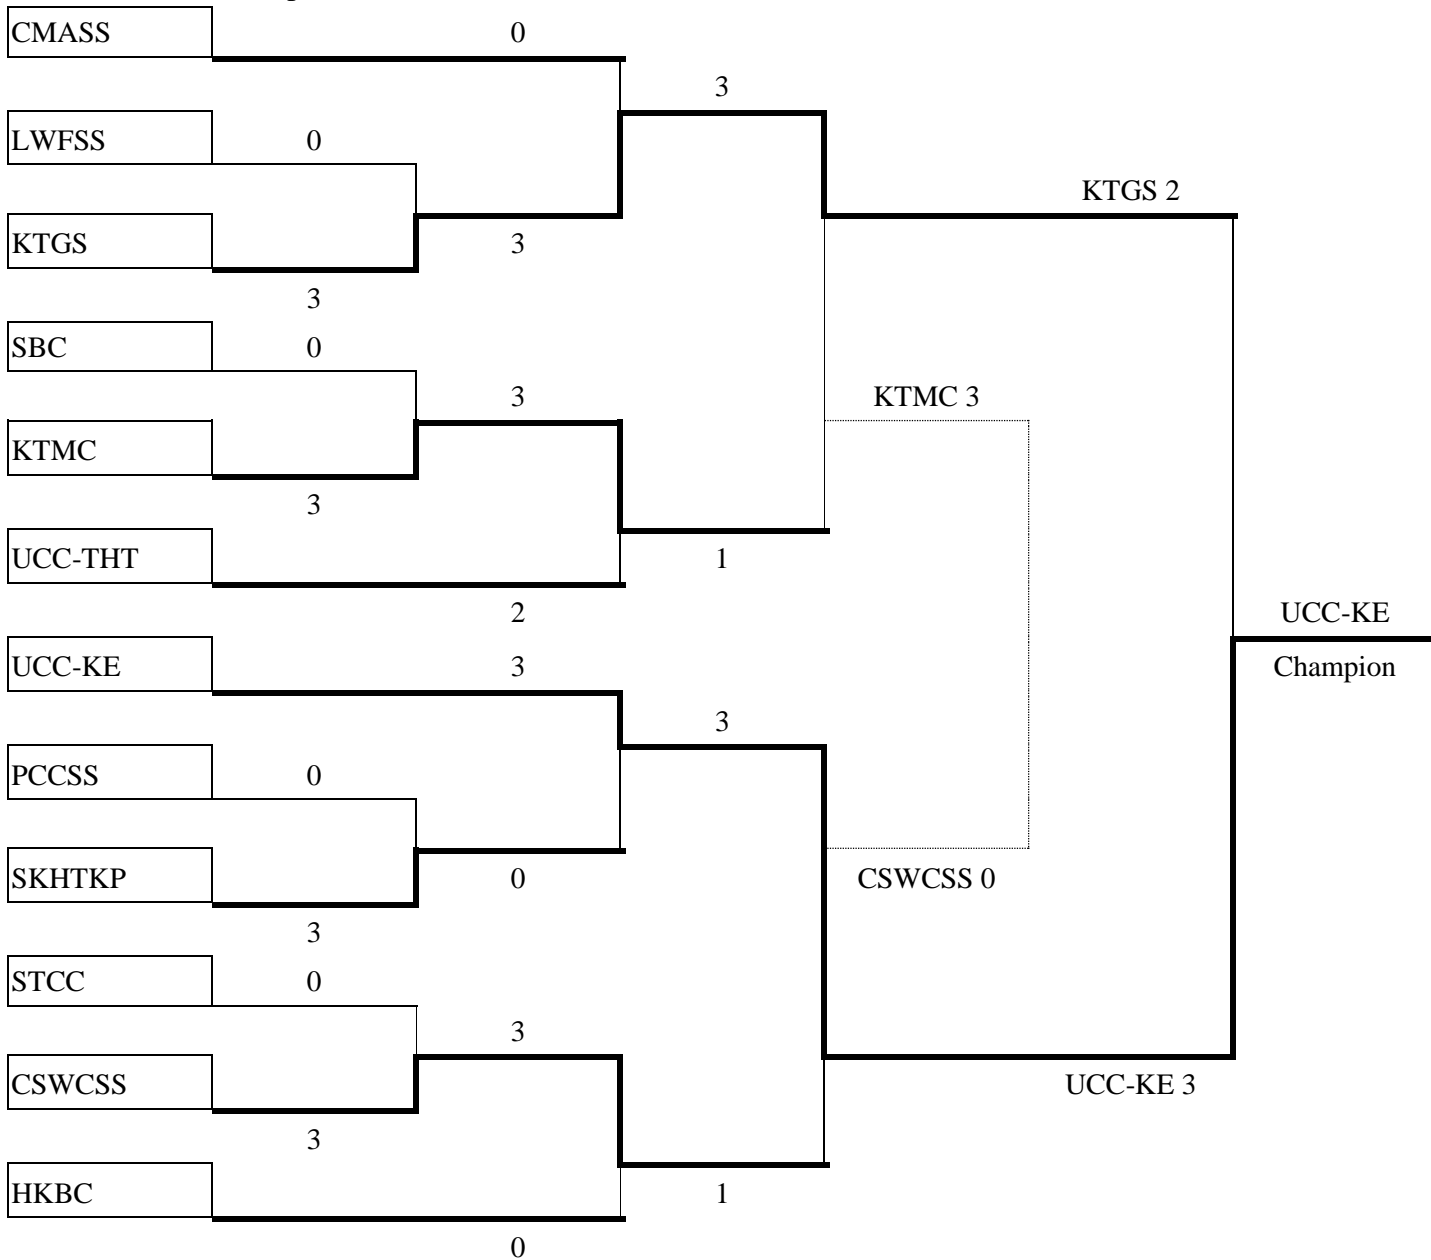 CMASS
0
3
LWFSS
0
KTGS 2
KTGS
3
3
SBC
0
3
KTMC 3
KTMC
3
UCC-THT
1
2
UCC-KE
UCC-KE
3
Champion
3
PCCSS
0
SKHTKP
0
CSWCSS 0
3
STCC
0
3
CSWCSS
UCC-KE 3
3
HKBC
1
0